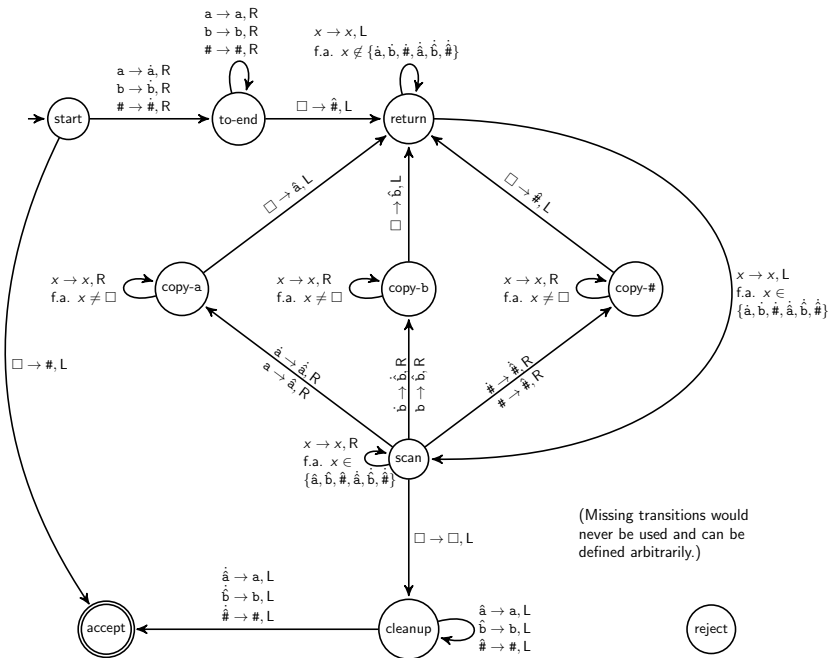 a → a, R
b → b, R
# → #, R
x → x, L
f.a. x ∉ {ȧ, ḃ, #̇, â̇, b̂̇, #̂̇}
a → ȧ, R
b → ḃ, R
# → #̇, R
start
to-end
□ → #̂, L
return
□ → â, L
□ → b̂, L
□ → #̂, L
x → x, R
f.a. x ≠ □
copy-a
x → x, R
f.a. x ≠ □
copy-b
x → x, R
f.a. x ≠ □
copy-#
x → x, L
f.a. x ∈
{ȧ, ḃ, #̇, â̇, b̂̇, #̂̇}
□ → #, L
ȧ → â̇, R
a → â, R
ḃ → b̂̇, R
b → b̂, R
#̇ → #̂̇, R
# → #̂, R
x → x, R
f.a. x ∈
{â, b̂, #̂, â̇, b̂̇, #̂̇}
scan
□ → □, L
(Missing transitions would
never be used and can be
defined arbitrarily.)
â̇ → a, L
b̂̇ → b, L
#̂̇ → #, L
accept
cleanup
â → a, L
b̂ → b, L
#̂ → #, L
reject